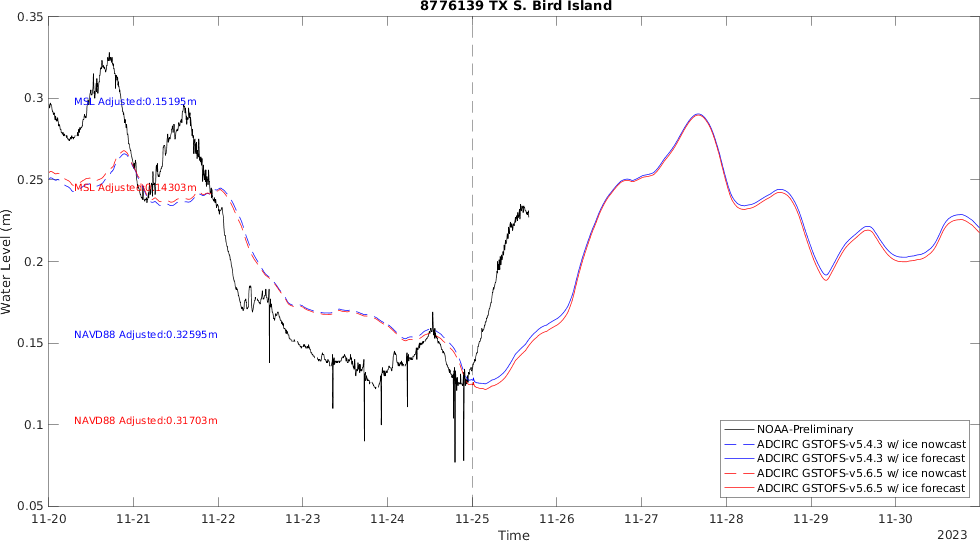 8776139 TX S. Bird Island
0.35
0.3
0.25
0.2
0.15
0.1
0.05
Water Level (m)
MSL Adjusted:0.15195m
MSL Adjusted:0.14303m
NAVD88 Adjusted:0.32595m
NAVD88 Adjusted:0.31703m
NOAA-Preliminary
ADCIRC GSTOFS-v5.4.3 w/ ice nowcast
ADCIRC GSTOFS-v5.4.3 w/ ice forecast
ADCIRC GSTOFS-v5.6.5 w/ ice nowcast
ADCIRC GSTOFS-v5.6.5 w/ ice forecast
11-20 11-21 11-22 11-23 11-24 11-25 11-26 11-27 11-28 11-29 11-30
Time
2023